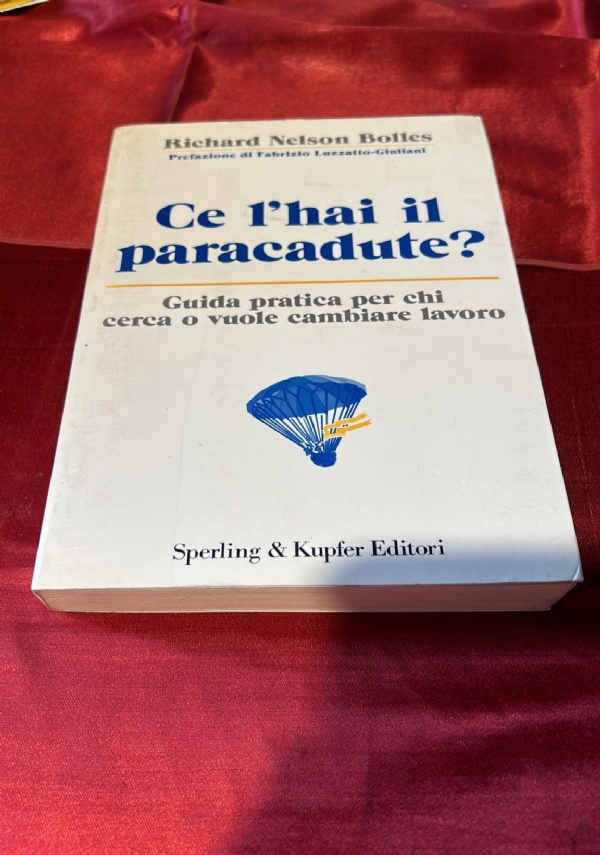 Richard Nelson Bolles
Prefazione di Fabrizio Luzzatto-Giuliani
Ce l'hai il
paracadute?
Guida pratica per chi
cerca o vuole cambiare lavoro
Sperling & Kupfer Editori